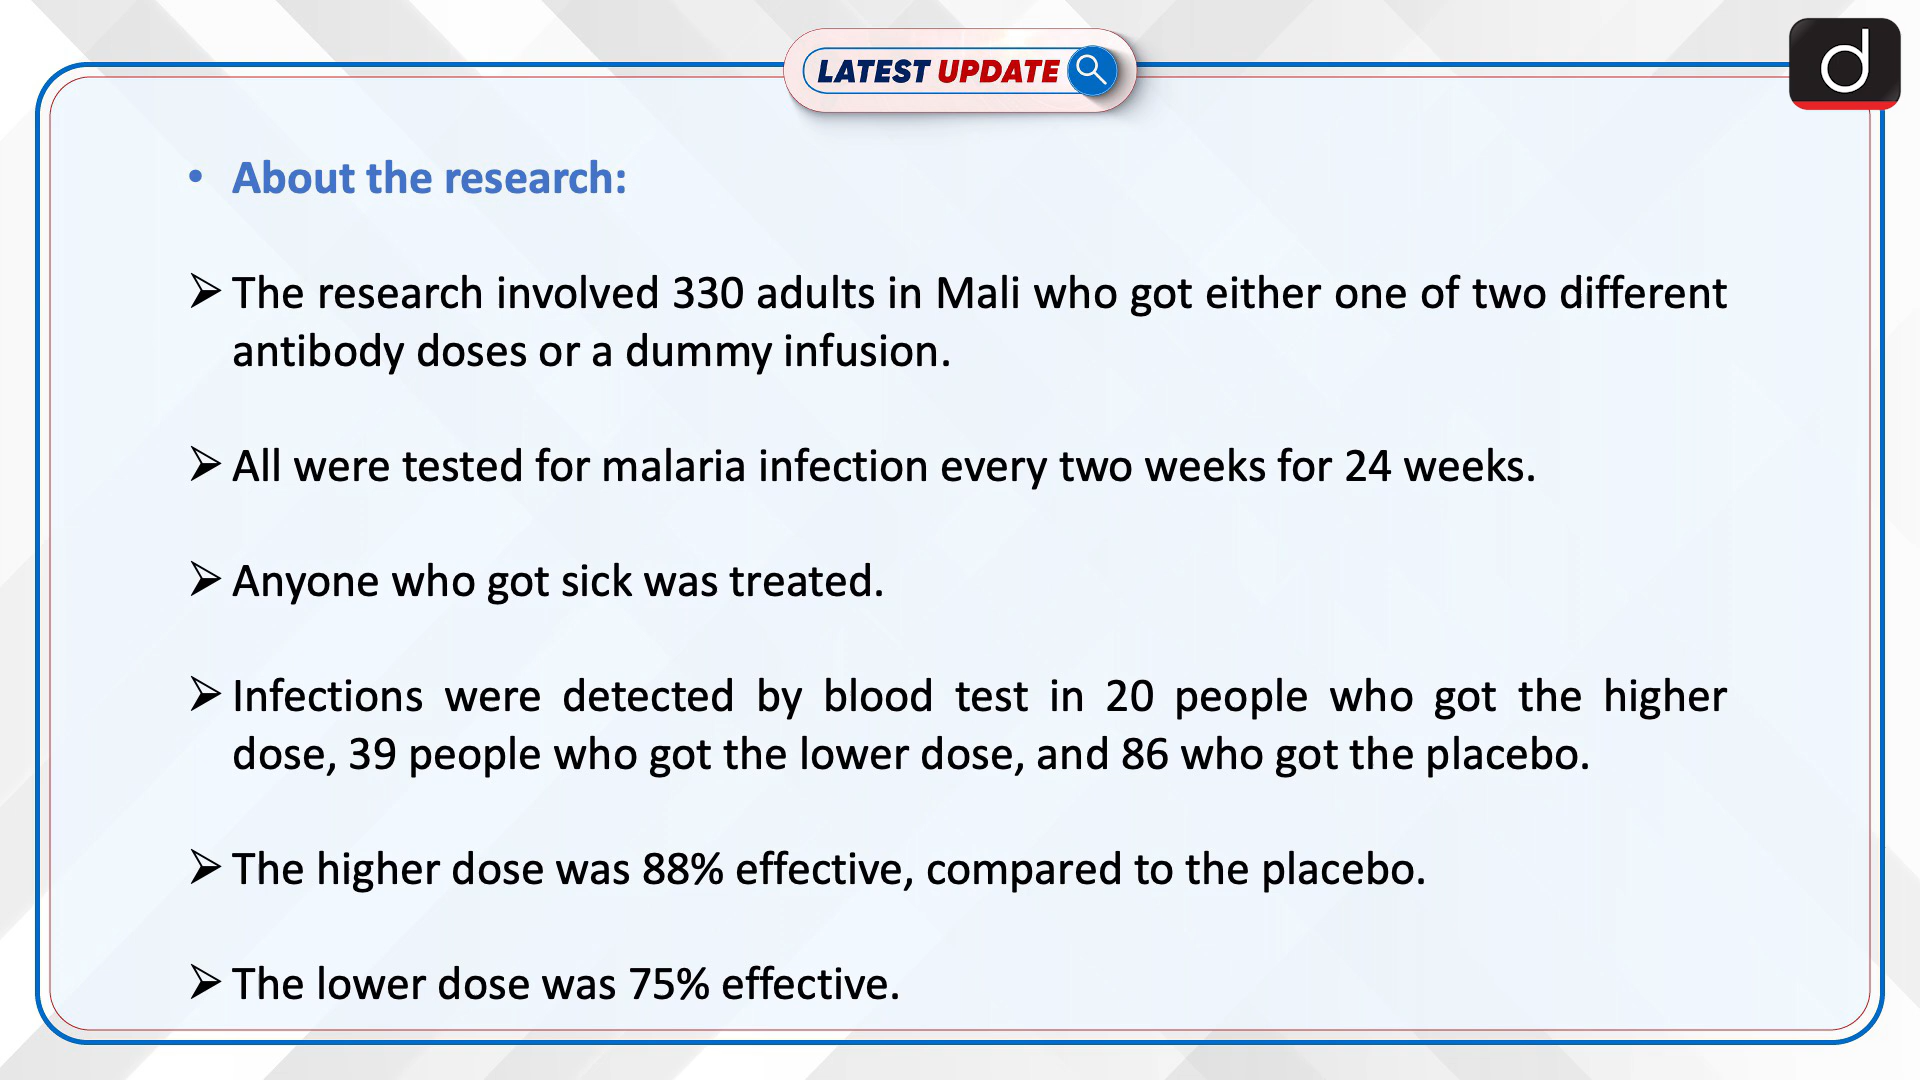 LATEST UPDATE
d
• About the research:
➢ The research involved 330 adults in Mali who got either one of two different
antibody doses or a dummy infusion.
➢ All were tested for malaria infection every two weeks for 24 weeks.
➢ Anyone who got sick was treated.
➢ Infections were detected by blood test in 20 people who got the higher
dose, 39 people who got the lower dose, and 86 who got the placebo.
➢ The higher dose was 88% effective, compared to the placebo.
➢ The lower dose was 75% effective.